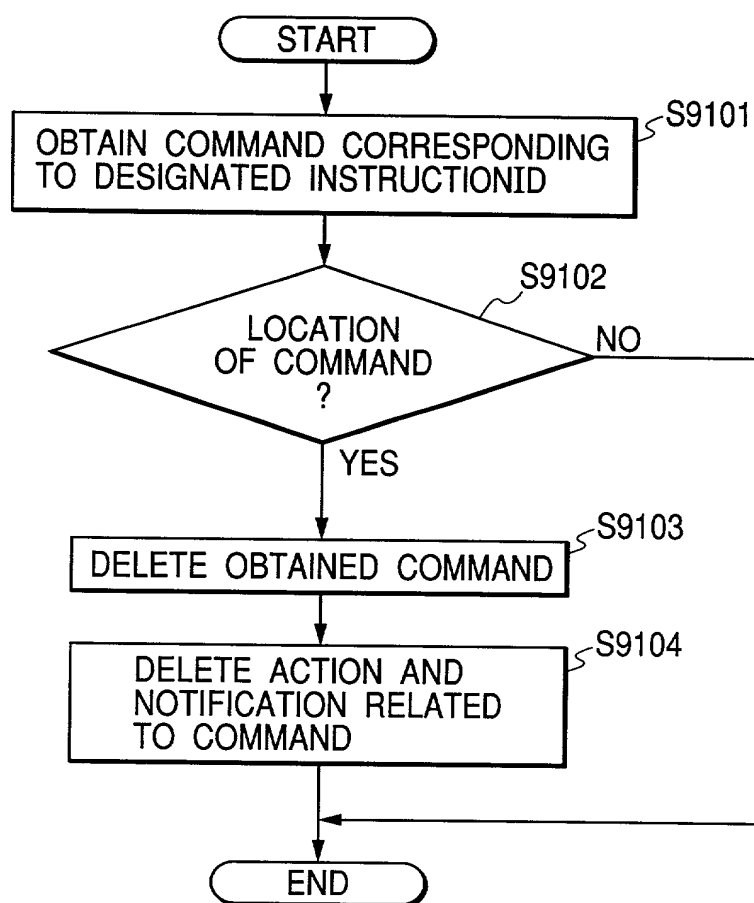 START
S9101
OBTAIN COMMAND CORRESPONDING
TO DESIGNATED INSTRUCTIONID
S9102
LOCATION
OF COMMAND
?
NO
YES
S9103
DELETE OBTAINED COMMAND
S9104
DELETE ACTION AND
NOTIFICATION RELATED
TO COMMAND
END